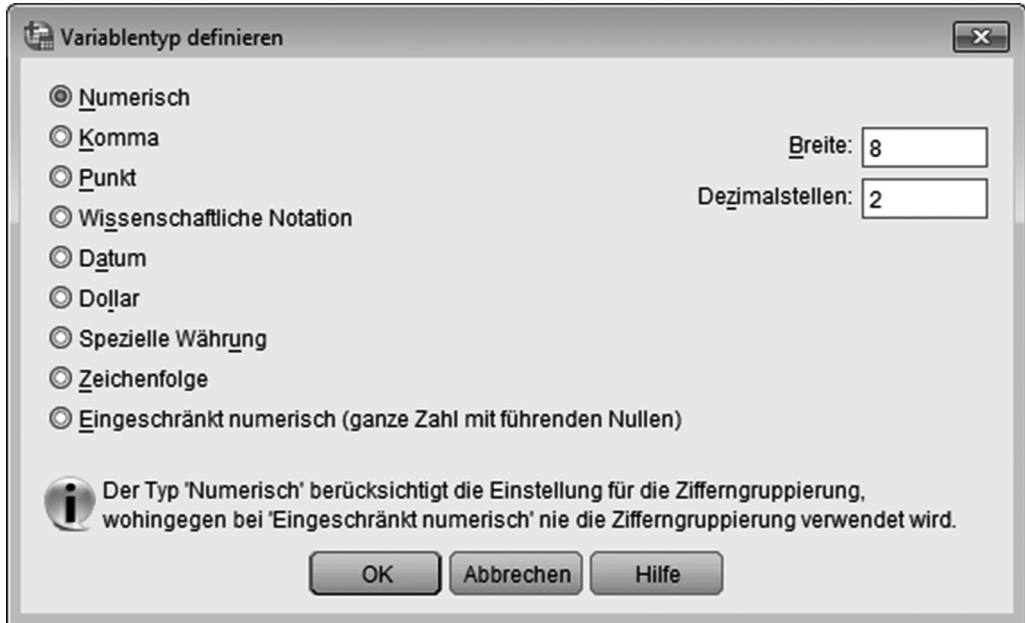 Variablentyp definieren
Numerisch
Komma
Punkt
Wissenschaftliche Notation
Datum
Dollar
Spezielle Währung
Zeichenfolge
Eingeschränkt numerisch (ganze Zahl mit führenden Nullen)
Breite: 8
Dezimalstellen: 2
Der Typ 'Numerisch' berücksichtigt die Einstellung für die Zifferngruppierung,
wohingegen bei 'Eingeschränkt numerisch' nie die Zifferngruppierung verwendet wird.
OK Abbrechen Hilfe